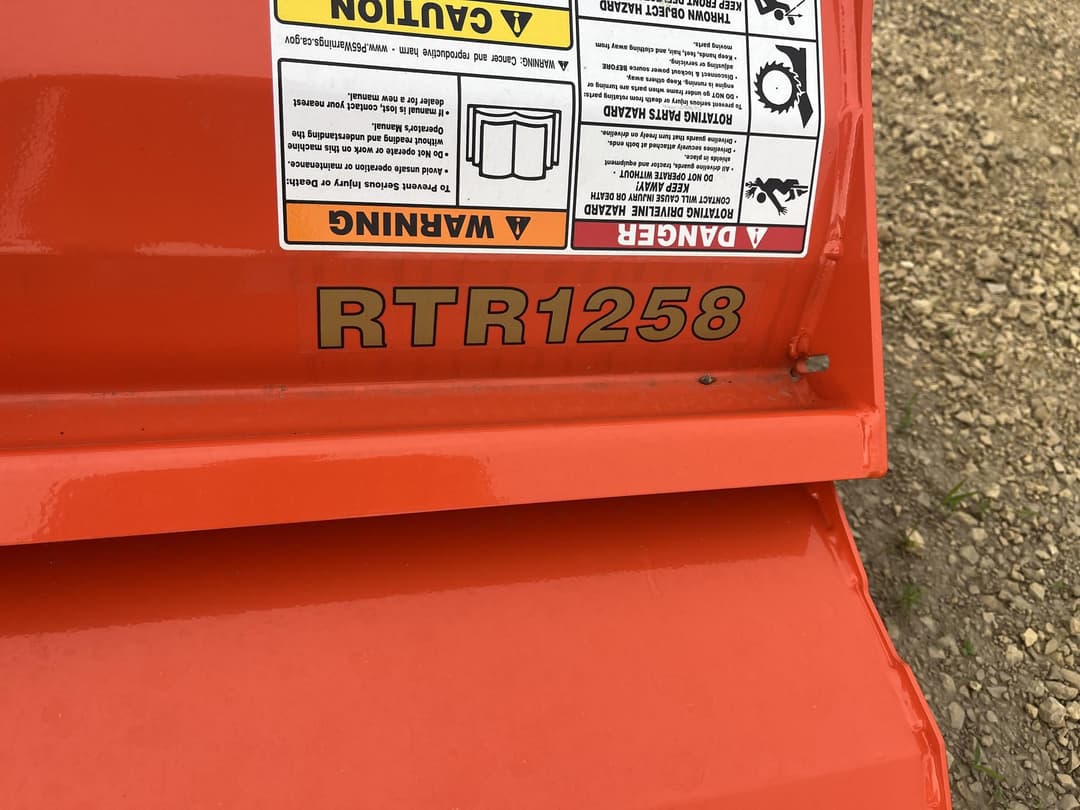 DANGER
ROTATING DRIVELINE HAZARD
CONTACT WILL CAUSE INJURY OR DEATH
KEEP AWAY!
DO NOT OPERATE WITHOUT ·
• All driveline guards, tractor and equipment
shields in place.
• Drivelines securely attached at both ends.
• Driveline guards that turn freely on driveline.
ROTATING PARTS HAZARD
To prevent serious injury or death from rotating parts:
• DO NOT go under frame when parts are turning or
engine is running. Keep others away.
• Disconnect & lockout power source BEFORE
adjusting or servicing.
• Keep hands, feet, hair, and clothing away from
moving parts.
THROWN OBJECT HAZARD
WARNING
To Prevent Serious Injury or Death:
• Avoid unsafe operation or maintenance.
• Do Not operate or work on this machine
without reading and understanding the
Operator's Manual.
• If manual is lost, contact your nearest
dealer for a new manual.
WARNING: Cancer and reproductive harm - www.P65Warnings.ca.gov
CAUTION
RTR1258